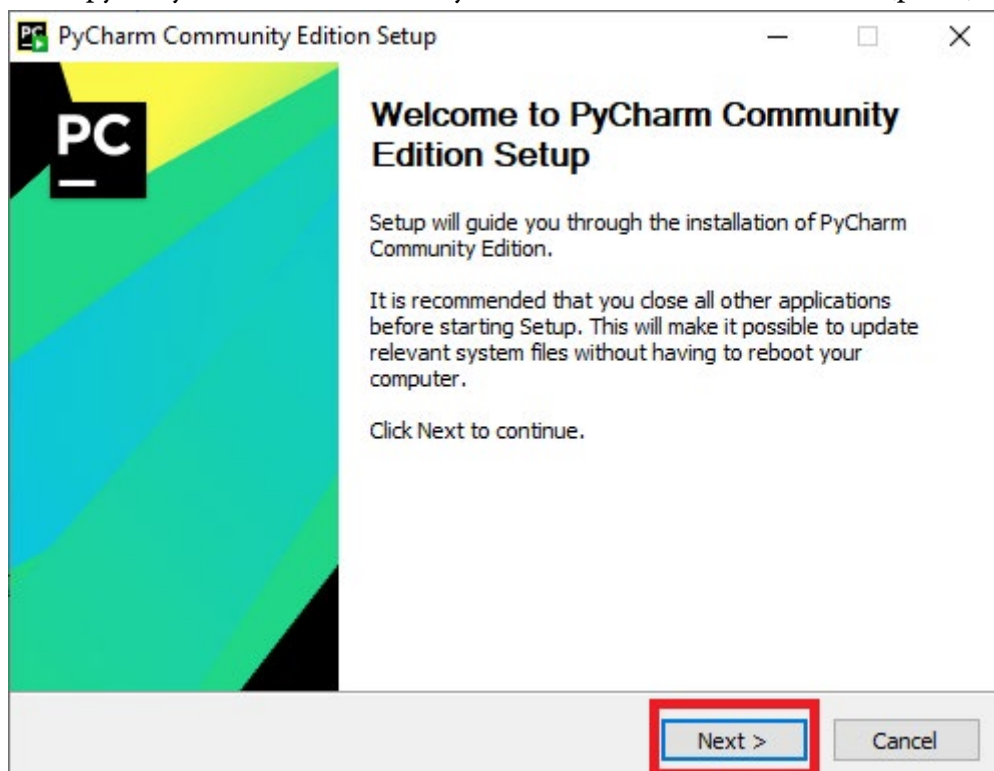 PyCharm Community Edition Setup
PC
Welcome to PyCharm Community
Edition Setup
Setup will guide you through the installation of PyCharm
Community Edition.
It is recommended that you close all other applications
before starting Setup. This will make it possible to update
relevant system files without having to reboot your
computer.
Click Next to continue.
Next >
Cancel